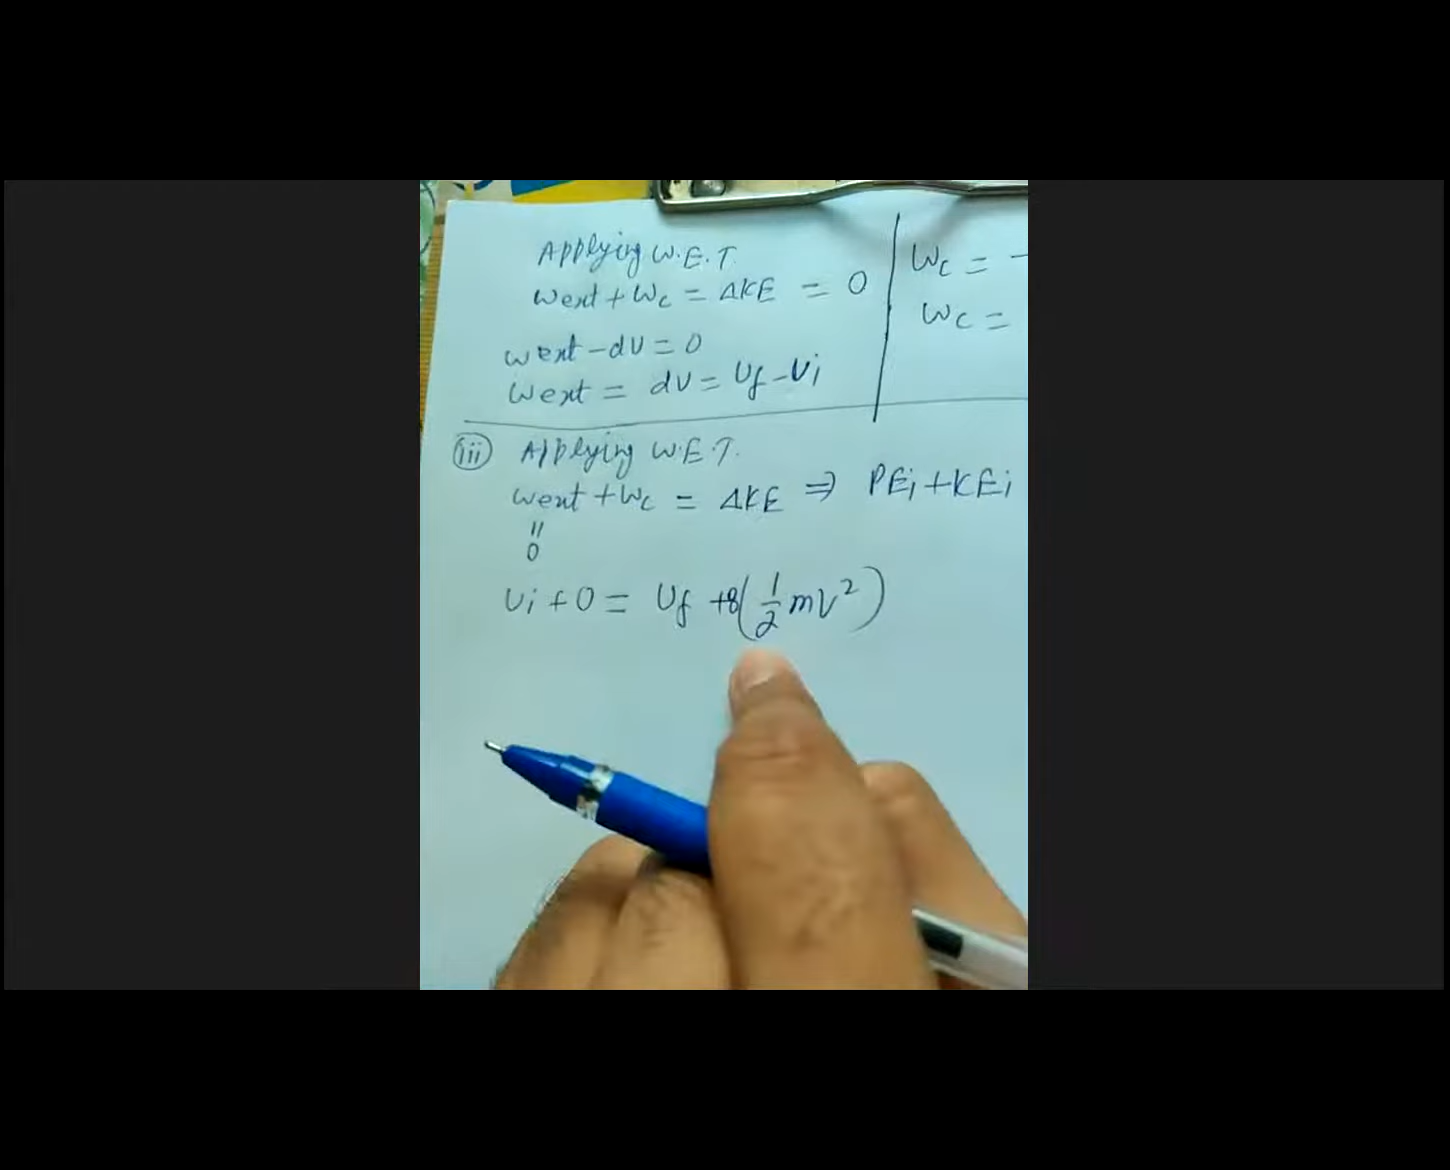 Applying W.E.T.
Wext + Wc = ΔKE = 0
Wext - dU = 0
Wext = dU = Uf - Ui
Wc = -
Wc =
(iii) Applying W.E.T.
Wext + Wc = ΔKE ⇒ PEi + KEi
"
0
Ui + 0 = Uf + 8(1/2 mv²)